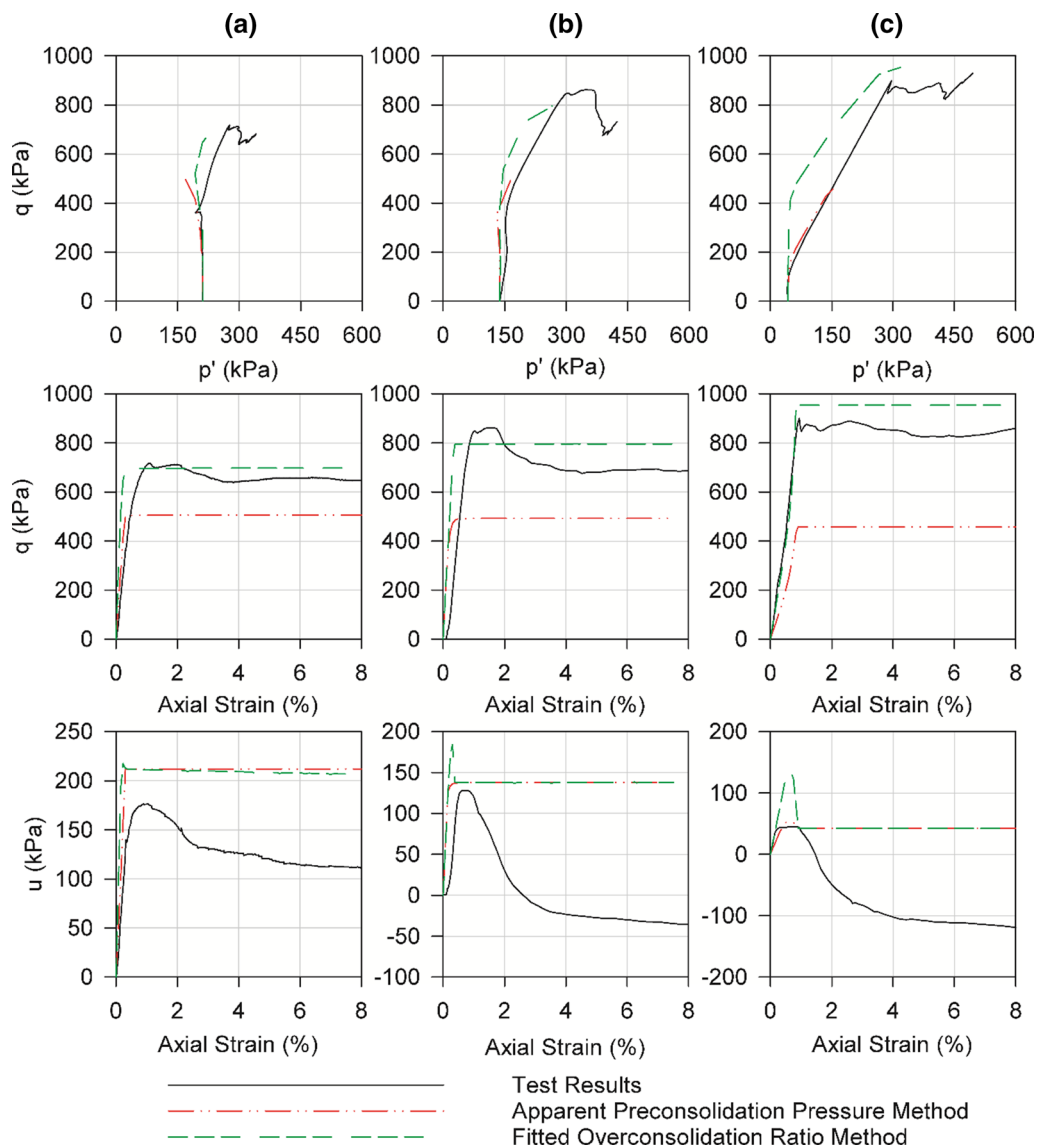 (a) (b) (c)
1000 1000 1000
800 800 800
600 600 600
400 400 400
200 200 200
0 0 0
q (kPa)
0 150 300 450 600 0 150 300 450 600 0 150 300 450 600
p' (kPa) p' (kPa) p' (kPa)
1000 1000 1000
800 800 800
600 600 600
400 400 400
200 200 200
0 0 0
q (kPa)
0 2 4 6 8 0 2 4 6 8 0 2 4 6 8
Axial Strain (%) Axial Strain (%) Axial Strain (%)
250 200 200
200 150 100
150 100 0
100 50 -100
50 0 -200
0 -50
-100
u (kPa)
0 2 4 6 8 0 2 4 6 8 0 2 4 6 8
Axial Strain (%) Axial Strain (%) Axial Strain (%)
Test Results
Apparent Preconsolidation Pressure Method
Fitted Overconsolidation Ratio Method